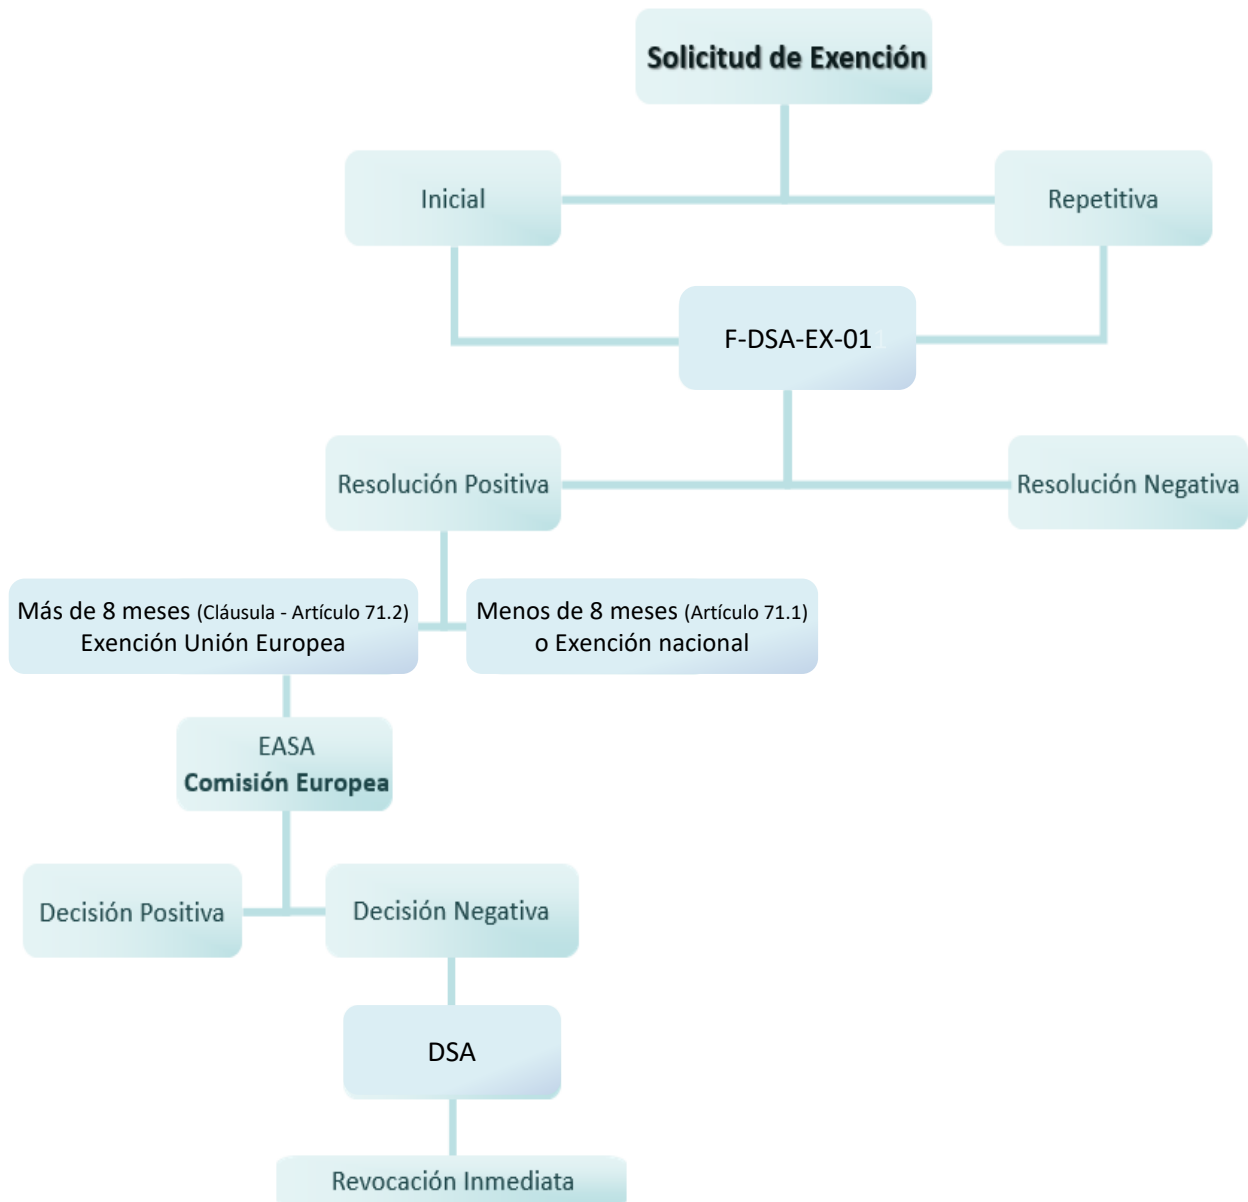 Solicitud de Exención
Inicial
Repetitiva
F-DSA-EX-01
Resolución Positiva
Resolución Negativa
Más de 8 meses (Cláusula - Artículo 71.2)
Exención Unión Europea
Menos de 8 meses (Artículo 71.1)
o Exención nacional
EASA
Comisión Europea
Decisión Positiva
Decisión Negativa
DSA
Revocación Inmediata